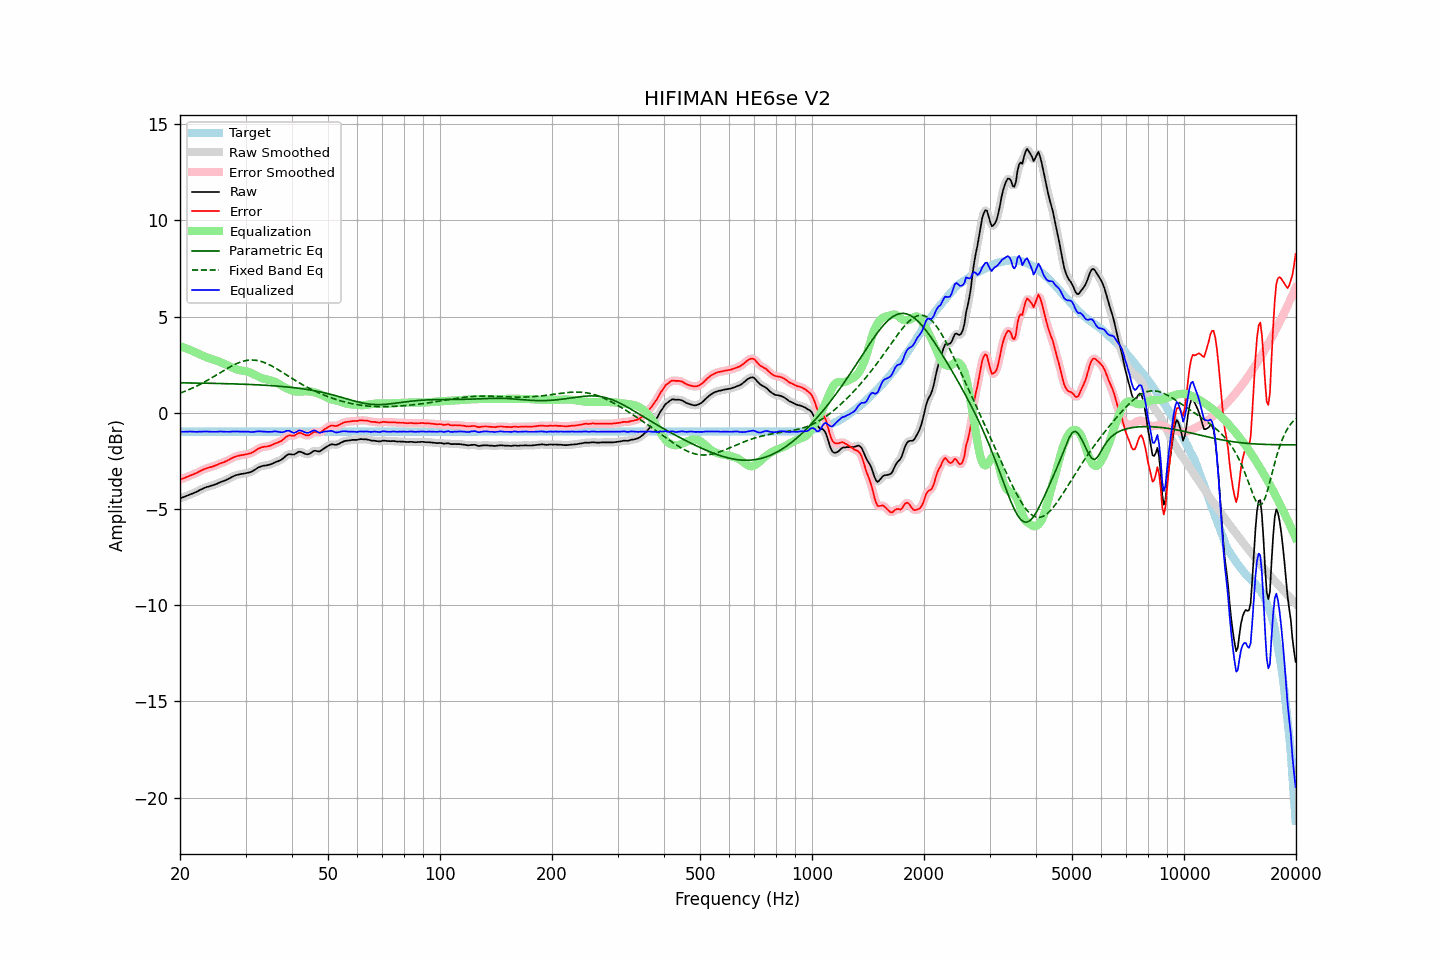 HIFIMAN HE6se V2
Target
Raw Smoothed
Error Smoothed
Raw
Error
Equalization
Parametric Eq
Fixed Band Eq
Equalized
Amplitude (dBr)
15
10
5
0
−5
−10
−15
−20
20
50
100
200
500
1000
2000
5000
10000
20000
Frequency (Hz)